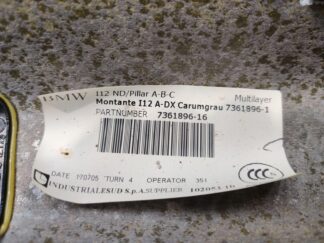 BMW I12 ND/Pillar A-B-C Multilayer
Montante I12 A-DX Carumgrau 7361896-1
PARTNUMBER 7361896-16
DATE 170705 TURN 4 OPERATOR 351
CCC
INDUSTRIALESUD S.p.A. SUPPLIER 102051 10